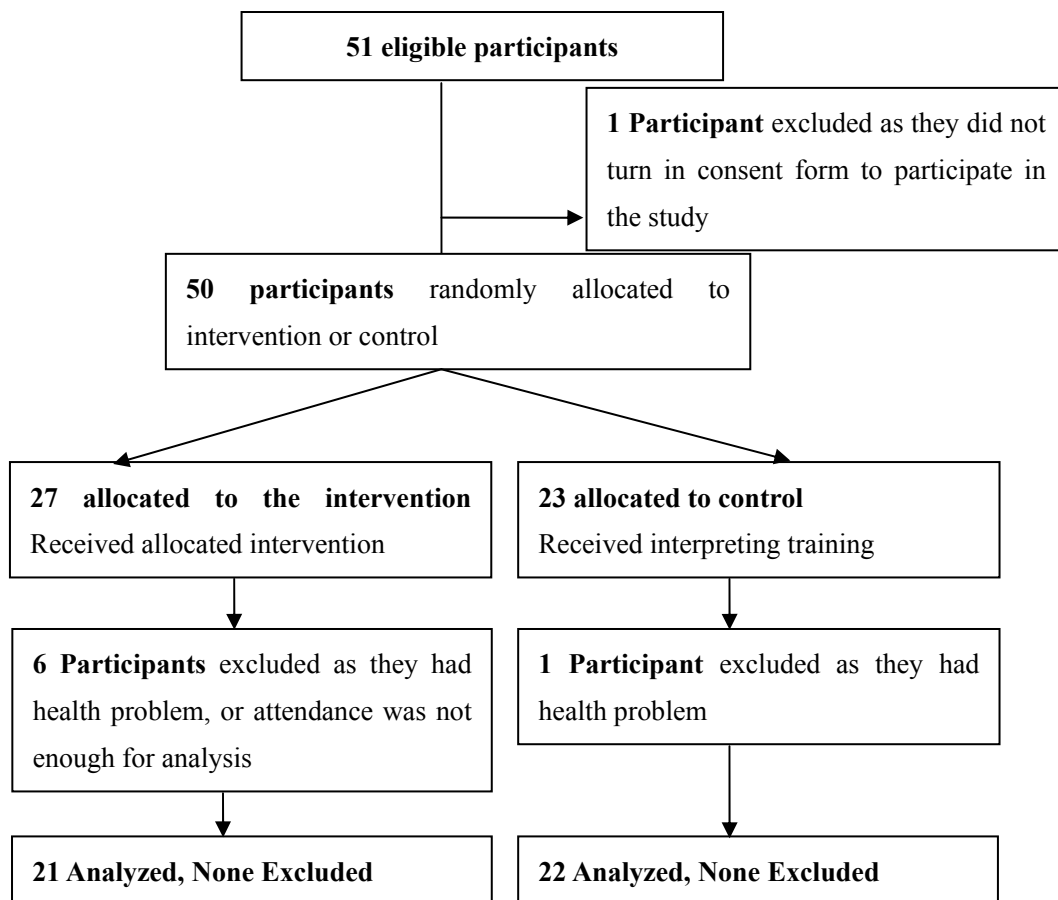 51 eligible participants
1 Participant excluded as they did not
turn in consent form to participate in
the study
50 participants randomly allocated to
intervention or control
27 allocated to the intervention
Received allocated intervention
23 allocated to control
Received interpreting training
6 Participants excluded as they had
health problem, or attendance was not
enough for analysis
1 Participant excluded as they had
health problem
21 Analyzed, None Excluded
22 Analyzed, None Excluded